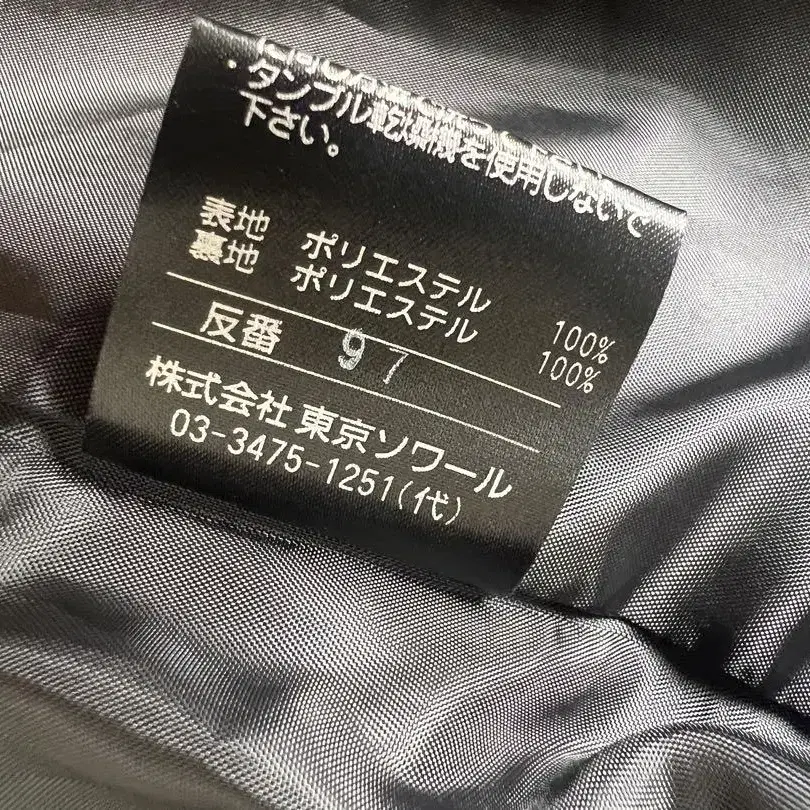 ・タンブル乾燥機を使用しないで
下さい。
表地 ポリエステル 100%
裏地 ポリエステル 100%
反番 97
株式会社 東京ソワール
03-3475-1251(代)